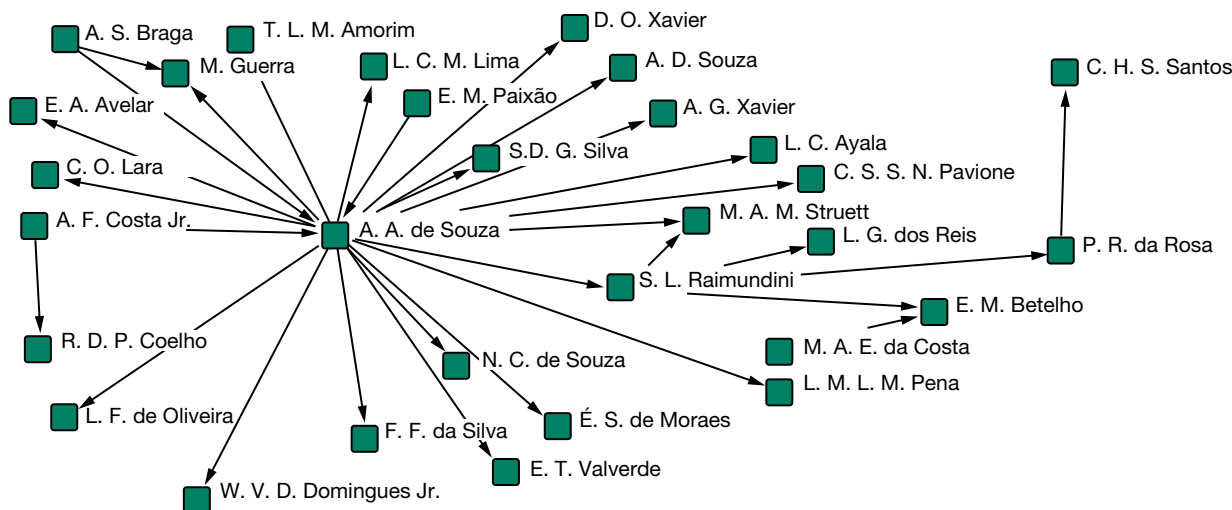 D. O. Xavier
A. S. Braga
T. L. M. Amorim
L. C. M. Lima
A. D. Souza
C. H. S. Santos
M. Guerra
E. A. Avelar
E. M. Paixão
A. G. Xavier
L. C. Ayala
S.D. G. Silva
C. O. Lara
C. S. S. N. Pavione
M. A. M. Struett
A. F. Costa Jr.
A. A. de Souza
L. G. dos Reis
P. R. da Rosa
S. L. Raimundini
E. M. Betelho
R. D. P. Coelho
N. C. de Souza
M. A. E. da Costa
L. M. L. M. Pena
L. F. de Oliveira
F. F. da Silva
É. S. de Moraes
E. T. Valverde
W. V. D. Domingues Jr.